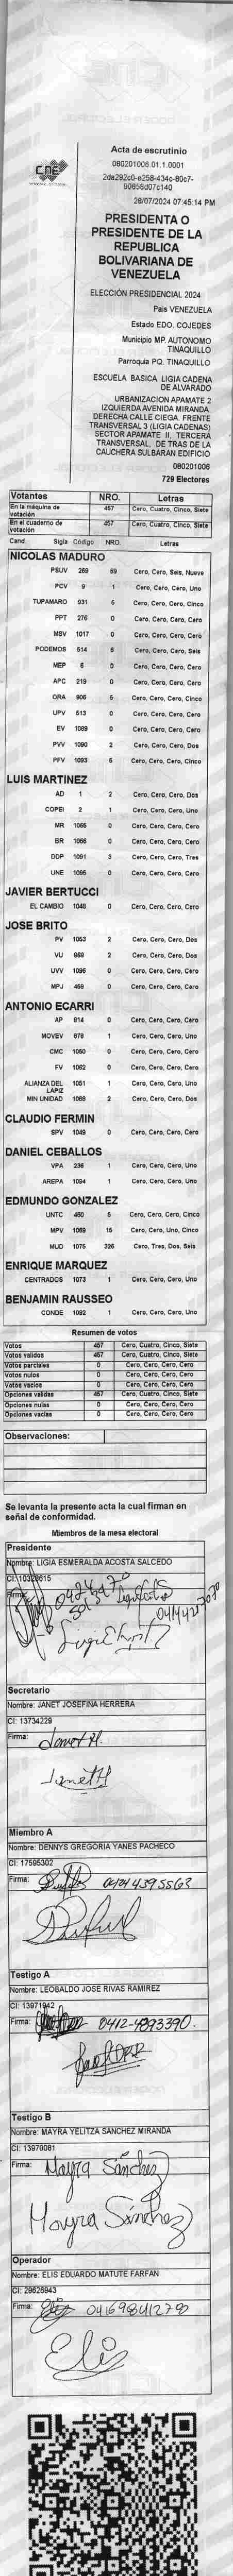 CNE
Acta de escrutinio
080201006.01.1.0001
28/07/2024 07:45:14 PM
PRESIDENTA O
PRESIDENTE DE LA
REPUBLICA
BOLIVARIANA DE
VENEZUELA
ELECCIÓN PRESIDENCIAL 2024
Pais VENEZUELA
Estado EDO. COJEDES
Municipio MP. AUTONOMO
TINAQUILLO
Parroquia PQ. TINAQUILLO
ESCUELA BASICA LIGIA CADENA
DE ALVARADO
URBANIZACION APAMATE 2
IZQUIERDA AVENIDA MIRANDA.
DERECHA CALLE CIEGA. FRENTE
TRANSVERSAL 3 (LIGIA CADENAS)
SECTOR APAMATE II, TERCERA
TRANSVERSAL, DE TRAS DE LA
CAUCHERA SULBARAN EDIFICIO
080201006
729 Electores
Votantes NRO. Letras
En la máquina de votación 457 Cero, Cuatro, Cinco, Siete
En el cuaderno de votación 457 Cero, Cuatro, Cinco, Siete
Cand. Sigla Código NRO. Letras
NICOLAS MADURO
PSUV 269 69 Cero, Cero, Seis, Nueve
PCV 9 1 Cero, Cero, Cero, Uno
TUPAMARO 931 5 Cero, Cero, Cero, Cinco
PPT 276 0 Cero, Cero, Cero, Cero
MSV 1017 0 Cero, Cero, Cero, Cero
PODEMOS 514 6 Cero, Cero, Cero, Seis
MEP 6 0 Cero, Cero, Cero, Cero
APC 219 0 Cero, Cero, Cero, Cero
ORA 906 5 Cero, Cero, Cero, Cinco
UPV 513 0 Cero, Cero, Cero, Cero
EV 1089 0 Cero, Cero, Cero, Cero
PVV 1090 2 Cero, Cero, Cero, Dos
PFV 1093 5 Cero, Cero, Cero, Cinco
LUIS MARTINEZ
AD 1 2 Cero, Cero, Cero, Dos
COPEI 2 1 Cero, Cero, Cero, Uno
MR 1065 0 Cero, Cero, Cero, Cero
BR 1066 0 Cero, Cero, Cero, Cero
DDP 1091 3 Cero, Cero, Cero, Tres
UNE 1095 0 Cero, Cero, Cero, Cero
JAVIER BERTUCCI
EL CAMBIO 1048 0 Cero, Cero, Cero, Cero
JOSE BRITO
PV 1053 2 Cero, Cero, Cero, Dos
VU 968 2 Cero, Cero, Cero, Dos
UVV 1096 0 Cero, Cero, Cero, Cero
MPJ 458 0 Cero, Cero, Cero, Cero
ANTONIO ECARRI
AP 914 0 Cero, Cero, Cero, Cero
MOVEV 978 1 Cero, Cero, Cero, Uno
CMC 1050 0 Cero, Cero, Cero, Cero
FV 1062 0 Cero, Cero, Cero, Cero
ALIANZA DEL LAPIZ 1051 1 Cero, Cero, Cero, Uno
MIN UNIDAD 1088 2 Cero, Cero, Cero, Dos
CLAUDIO FERMIN
SPV 1049 0 Cero, Cero, Cero, Cero
DANIEL CEBALLOS
VPA 236 1 Cero, Cero, Cero, Uno
AREPA 1094 1 Cero, Cero, Cero, Uno
EDMUNDO GONZALEZ
UNTC 460 5 Cero, Cero, Cero, Cinco
MPV 1069 15 Cero, Cero, Uno, Cinco
MUD 1075 326 Cero, Tres, Dos, Seis
ENRIQUE MARQUEZ
CENTRADOS 1073 1 Cero, Cero, Cero, Uno
BENJAMIN RAUSSEO
CONDE 1092 1 Cero, Cero, Cero, Uno
Resumen de votos
Votos 457 Cero, Cuatro, Cinco, Siete
Votos validos 457 Cero, Cuatro, Cinco, Siete
Votos parciales 0 Cero, Cero, Cero, Cero
Votos nulos 0 Cero, Cero, Cero, Cero
Votos vacios 0 Cero, Cero, Cero, Cero
Opciones validas 457 Cero, Cuatro, Cinco, Siete
Opciones nulas 0 Cero, Cero, Cero, Cero
Opciones vacias 0 Cero, Cero, Cero, Cero
Observaciones:
Se levanta la presente acta la cual firman en
señal de conformidad.
Miembros de la mesa electoral
Presidente
Nombre: LIGIA ESMERALDA ACOSTA SALCEDO
CI: 10328615
Firma:
Secretario
Nombre: JANET JOSEFINA HERRERA
CI: 13734229
Firma: Janet H.
Janet H
Miembro A
Nombre: DENNYS GREGORIA YANES PACHECO
CI: 17595302
Firma: 0424 4395562
Testigo A
Nombre: LEOBALDO JOSE RIVAS RAMIREZ
CI: 13971942
Firma: 0412-4893390.
Testigo B
Nombre: MAYRA YELITZA SANCHEZ MIRANDA
CI: 13970081
Firma: Mayra Sánchez
Mayra Sánchez
Operador
Nombre: ELIS EDUARDO MATUTE FARFAN
CI: 28626843
Firma: Eli 04169841278
Eli